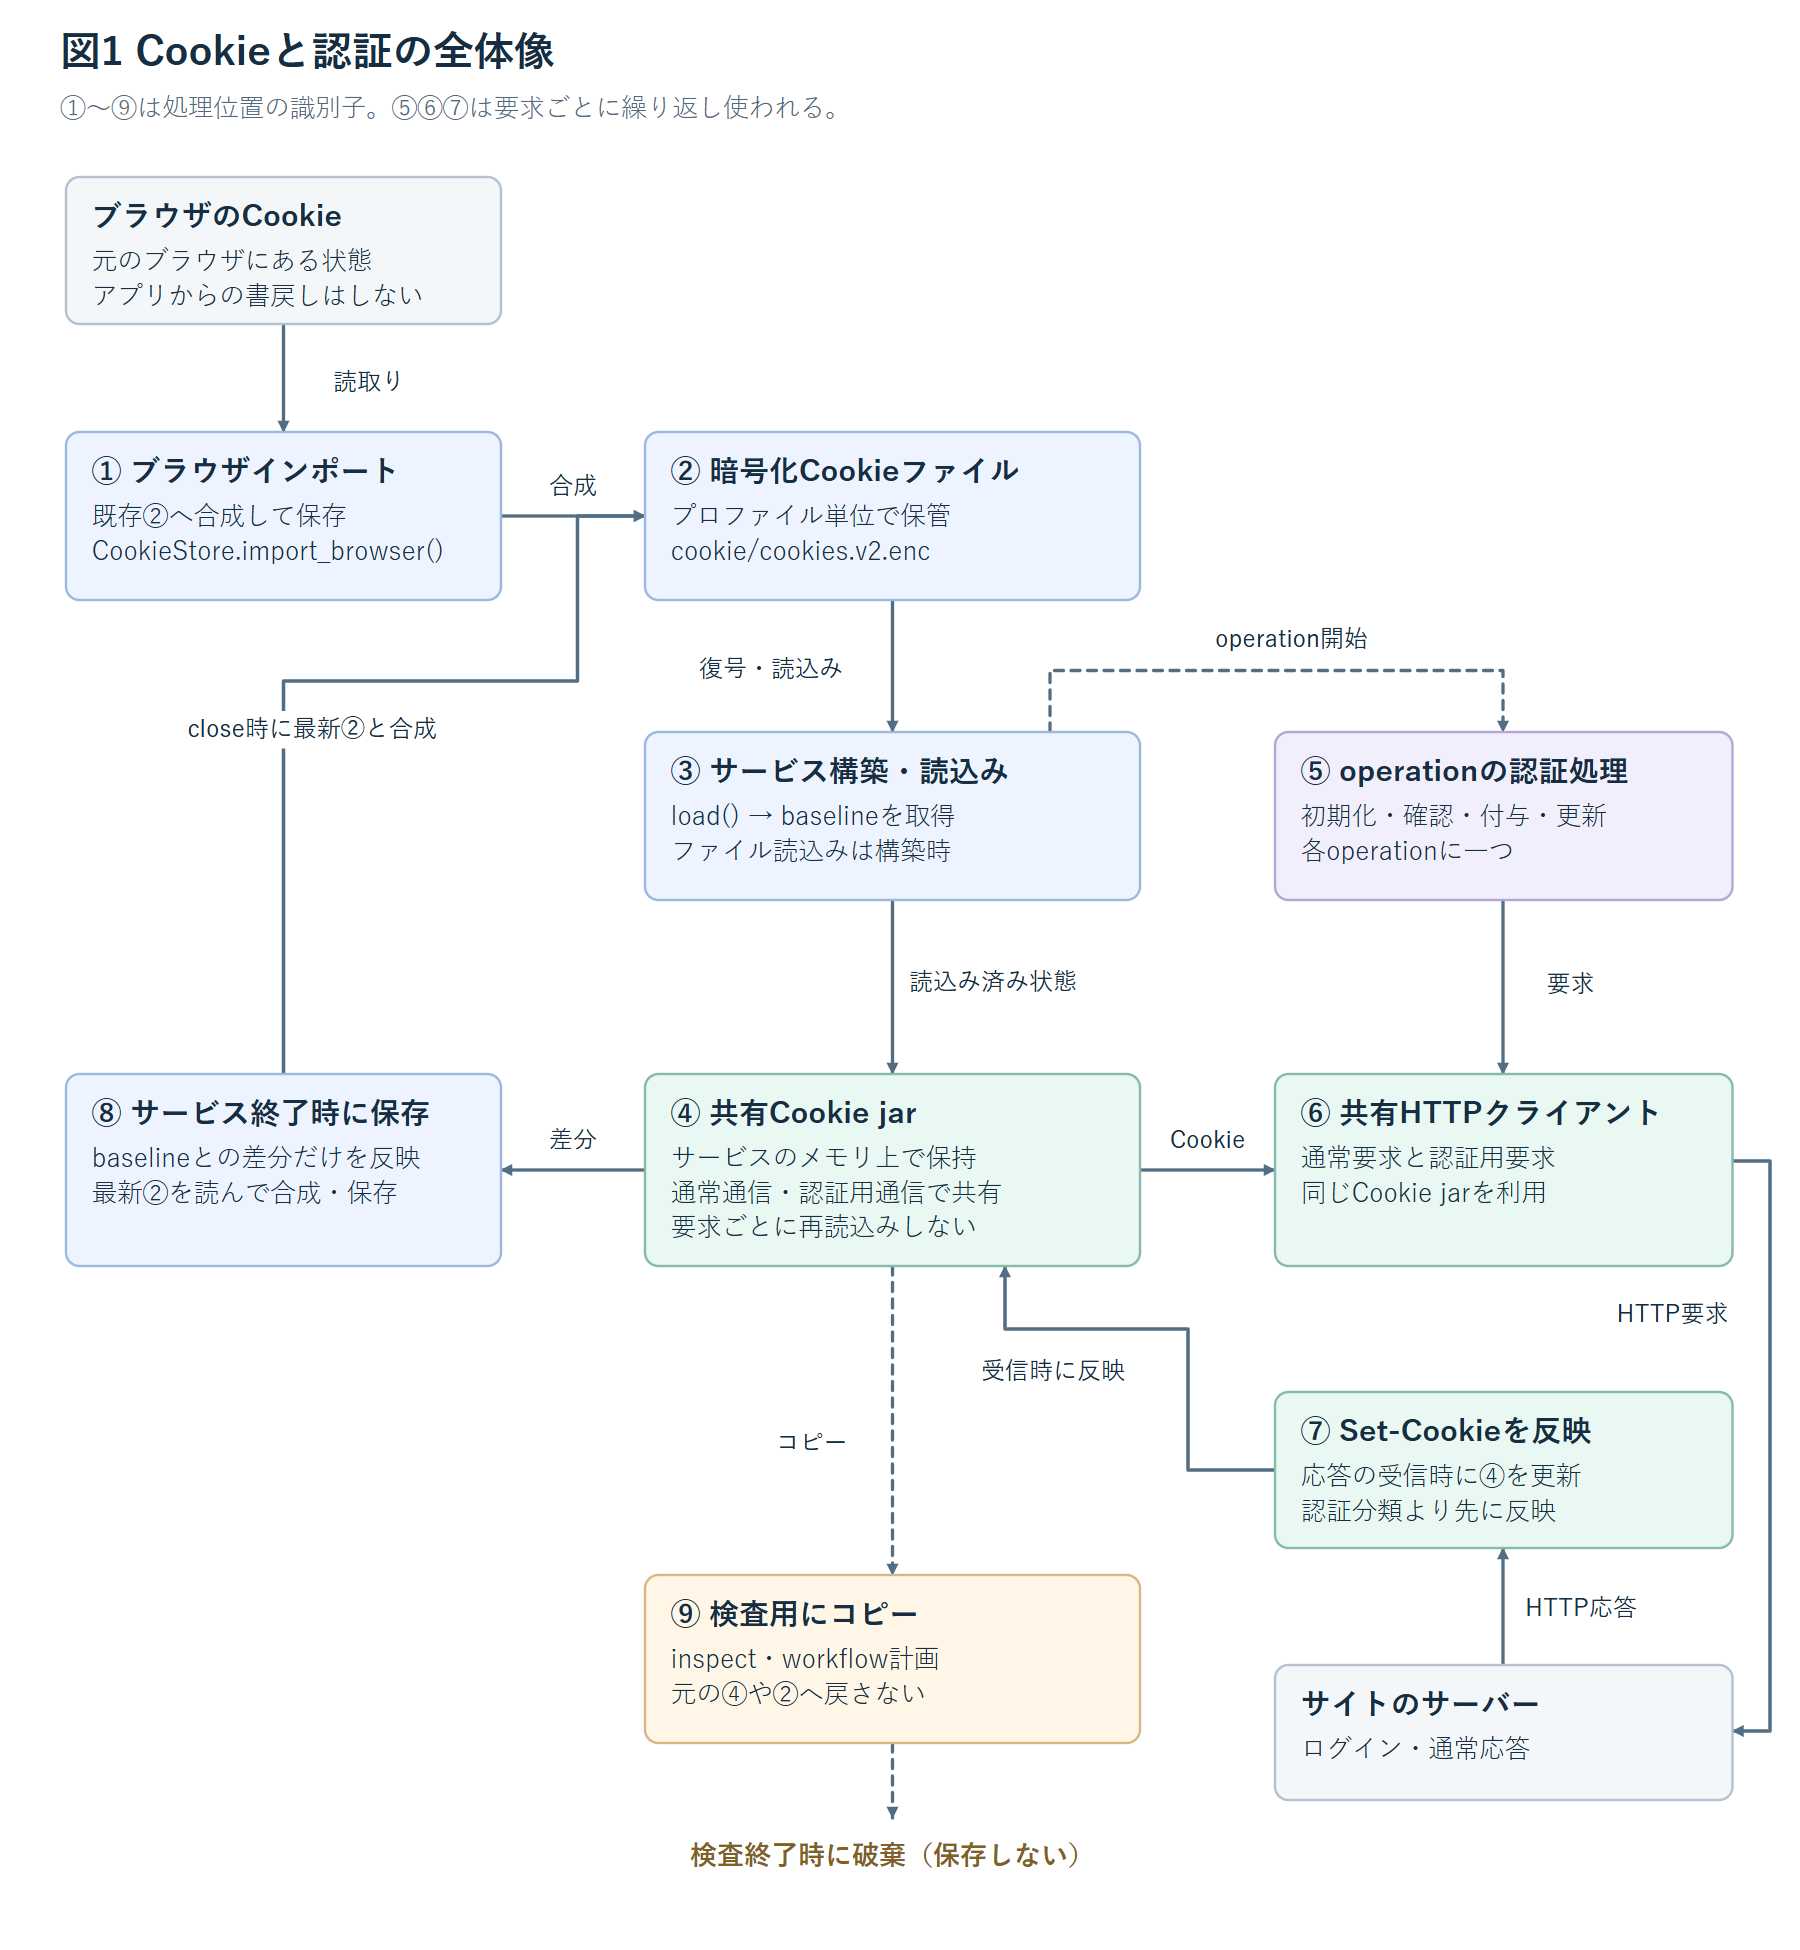 図1 Cookieと認証の全体像
①〜⑨は処理位置の識別子。⑤⑥⑦は要求ごとに繰り返し使われる。
ブラウザのCookie
元のブラウザにある状態
アプリからの書戻しはしない
読取り
① ブラウザインポート
既存②へ合成して保存
CookieStore.import_browser()
合成
② 暗号化Cookieファイル
プロファイル単位で保管
cookie/cookies.v2.enc
復号・読込み
operation開始
close時に最新②と合成
③ サービス構築・読込み
load() → baselineを取得
ファイル読込みは構築時
⑤ operationの認証処理
初期化・確認・付与・更新
各operationに一つ
読込み済み状態
要求
⑧ サービス終了時に保存
baselineとの差分だけを反映
最新②を読んで合成・保存
差分
④ 共有Cookie jar
サービスのメモリ上で保持
通常通信・認証用通信で共有
要求ごとに再読込みしない
Cookie
⑥ 共有HTTPクライアント
通常要求と認証用要求
同じCookie jarを利用
HTTP要求
受信時に反映
コピー
⑦ Set-Cookieを反映
応答の受信時に④を更新
認証分類より先に反映
HTTP応答
⑨ 検査用にコピー
inspect・workflow計画
元の④や②へ戻さない
サイトのサーバー
ログイン・通常応答
検査終了時に破棄（保存しない）